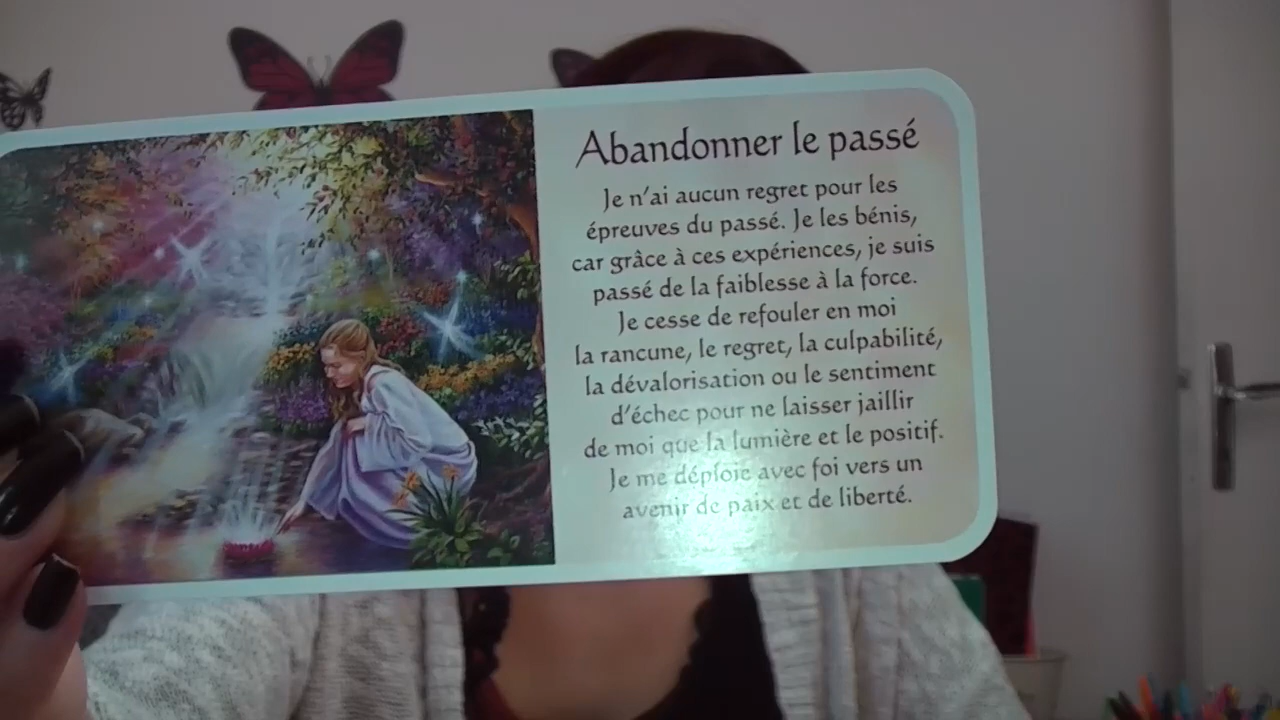 Abandonner le passé
Je n'ai aucun regret pour les
épreuves du passé. Je les bénis,
car grâce à ces expériences, je suis
passé de la faiblesse à la force.
Je cesse de refouler en moi
la rancune, le regret, la culpabilité,
la dévalorisation ou le sentiment
d'échec pour ne laisser jaillir
de moi que la lumière et le positif.
Je me déploie avec foi vers un
avenir de paix et de liberté.